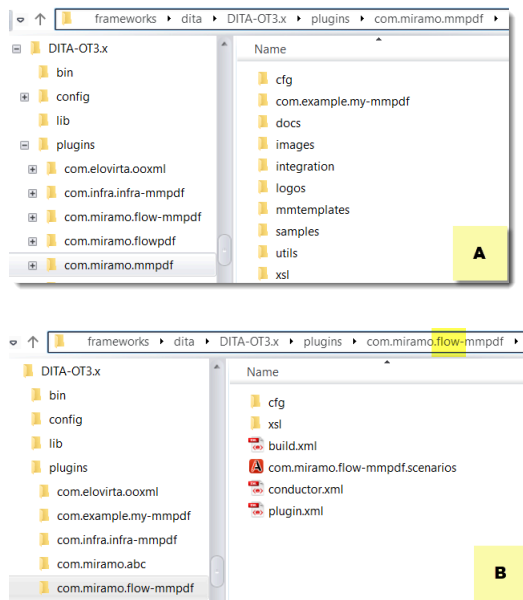 frameworks dita DITA-OT3.x plugins com.miramo.mmpdf
DITA-OT3.x Name
bin cfg
config com.example.my-mmpdf
lib docs
plugins images
com.elovirta.ooxml integration
com.infra.infra-mmpdf logos
com.miramo.flow-mmpdf mmtemplates
com.miramo.flowpdf samples
com.miramo.mmpdf utils
xsl
A
frameworks dita DITA-OT3.x plugins com.miramo.flow-mmpdf
DITA-OT3.x Name
bin cfg
config xsl
lib build.xml
plugins com.miramo.flow-mmpdf.scenarios
com.elovirta.ooxml conductor.xml
com.example.my-mmpdf plugin.xml
com.infra.infra-mmpdf
com.miramo.abc
com.miramo.flow-mmpdf
B